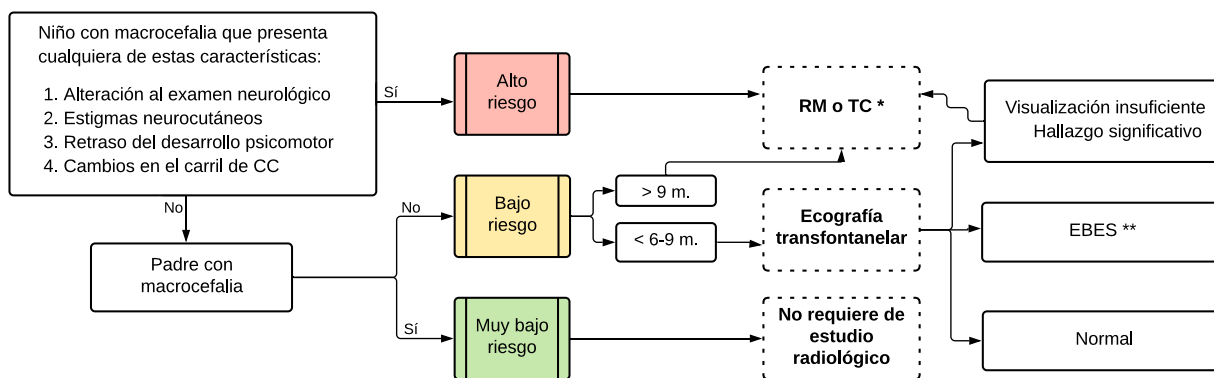 Niño con macrocefalia que presenta
cualquiera de estas características:
1. Alteración al examen neurológico
2. Estigmas neurocutáneos
3. Retraso del desarrollo psicomotor
4. Cambios en el carril de CC
Sí
No
Padre con
macrocefalia
No
Sí
Alto
riesgo
Bajo
riesgo
Muy bajo
riesgo
> 9 m.
< 6-9 m.
RM o TC *
Ecografía
transfontanelar
No requiere de
estudio
radiológico
Visualización insuficiente
Hallazgo significativo
EBES **
Normal